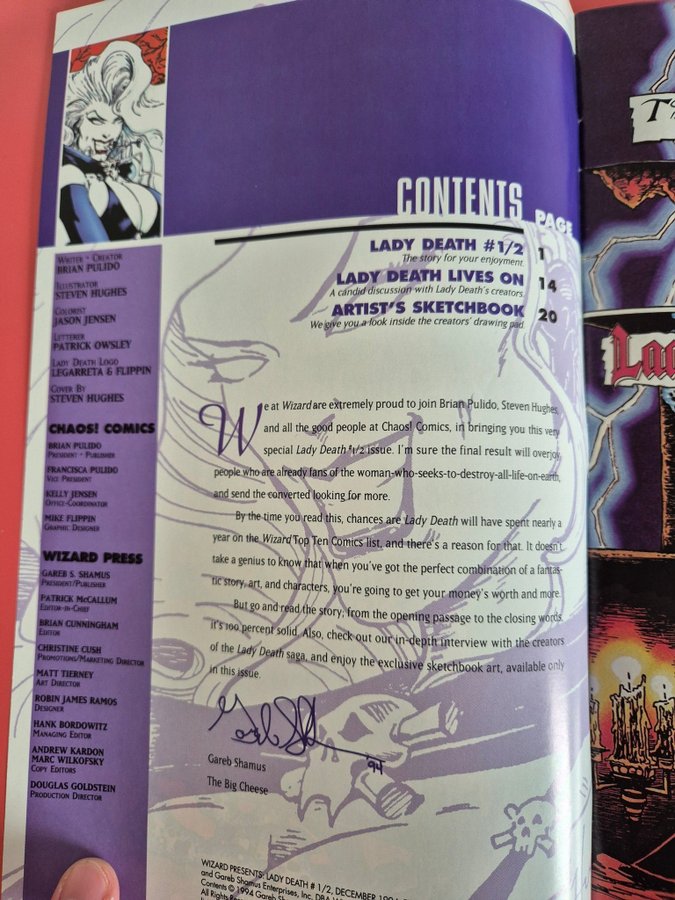 CONTENTS
PAGE
LADY DEATH #1/2 1
The story for your enjoyment.
LADY DEATH LIVES ON 14
A candid discussion with Lady Death's creators.
ARTIST'S SKETCHBOOK 20
We give you a look inside the creators' drawing pad.
WRITER • CREATOR
BRIAN PULIDO
ILLUSTRATOR
STEVEN HUGHES
COLORIST
JASON JENSEN
LETTERER
PATRICK OWSLEY
LADY DEATH LOGO
LEGARRETA & FLIPPIN
COVER BY
STEVEN HUGHES
CHAOS! COMICS
BRIAN PULIDO
PRESIDENT • PUBLISHER
FRANCISCA PULIDO
VICE PRESIDENT
KELLY JENSEN
OFFICE-COORDINATOR
MIKE FLIPPIN
GRAPHIC DESIGNER
WIZARD PRESS
GAREB S. SHAMUS
PRESIDENT/PUBLISHER
PATRICK McCALLUM
EDITOR-IN-CHIEF
BRIAN CUNNINGHAM
EDITOR
CHRISTINE CUSH
PROMOTIONS/MARKETING DIRECTOR
MATT TIERNEY
ART DIRECTOR
ROBIN JAMES RAMOS
DESIGNER
HANK BORDOWITZ
MANAGING EDITOR
ANDREW KARDON
MARC WILKOFSKY
COPY EDITORS
DOUGLAS GOLDSTEIN
PRODUCTION DIRECTOR
We at Wizard are extremely proud to join Brian Pulido, Steven Hughes,
and all the good people at Chaos! Comics, in bringing you this very
special Lady Death #1/2 issue. I'm sure the final result will overjoy
people who are already fans of the woman-who-seeks-to-destroy-all-life-on-earth,
and send the converted looking for more.
By the time you read this, chances are Lady Death will have spent nearly a
year on the Wizard Top Ten Comics list, and there's a reason for that. It doesn't
take a genius to know that when you've got the perfect combination of a fantas-
tic story, art, and characters, you're going to get your money's worth and more.
But go and read the story, from the opening passage to the closing words,
it's 100 percent solid. Also, check out our in-depth interview with the creators
of the Lady Death saga, and enjoy the exclusive sketchbook art, available only
in this issue.
94
Gareb Shamus
The Big Cheese
WIZARD PRESENTS: LADY DEATH # 1/2, DECEMBER
and Gareb Shamus Enterprises, Inc. DBA
Contents © 1994 Gareb Shamus
All Rights